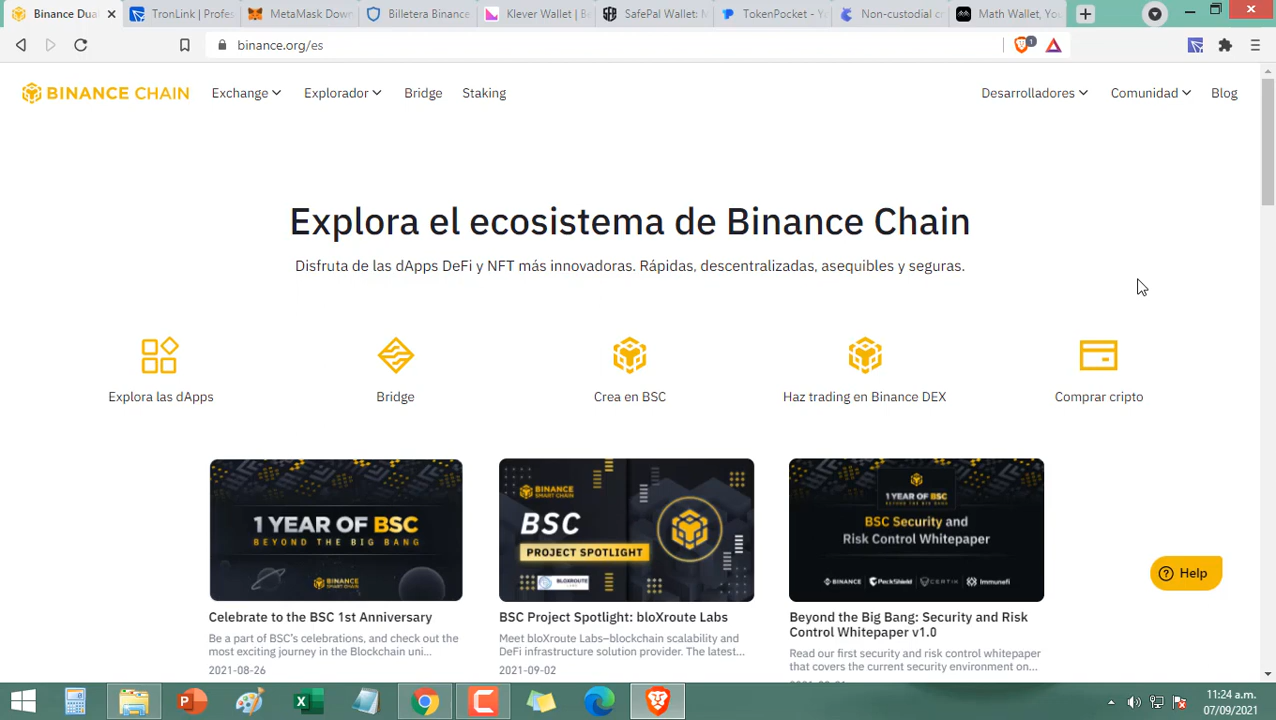 Binance Dua
TronLink | Profes
MetaMask Down
Billetera Binance
Klever Wallet | Be
SafePal Wallet:
TokenPocket - Y
Non-custodial c
Math Wallet, You
binance.org/es
1
BINANCE CHAIN
Exchange
Explorador
Bridge
Staking
Desarrolladores
Comunidad
Blog
Explora el ecosistema de Binance Chain
Disfruta de las dApps DeFi y NFT más innovadoras. Rápidas, descentralizadas, asequibles y seguras.
Explora las dApps
Bridge
Crea en BSC
Haz trading en Binance DEX
Comprar cripto
1 YEAR OF BSC
BEYOND THE BIG BANG
BINANCE SMART CHAIN
Celebrate to the BSC 1st Anniversary
Be a part of BSC's celebrations, and check out the
most exciting journey in the Blockchain uni...
2021-08-26
BINANCE
SMART CHAIN
BSC
PROJECT SPOTLIGHT
BLOXROUTE
BSC Project Spotlight: bloXroute Labs
Meet bloXroute Labs–blockchain scalability and
DeFi infrastructure solution provider. The latest...
2021-09-02
1 YEAR OF BSC
BEYOND THE BIG BANG
BSC Security and
Risk Control Whitepaper
BINANCE
PeckShield
CERTIK
Immunefi
Beyond the Big Bang: Security and Risk
Control Whitepaper v1.0
Read our first security and risk control whitepaper
that covers the current security environment on...
Help
11:24 a.m.
07/09/2021